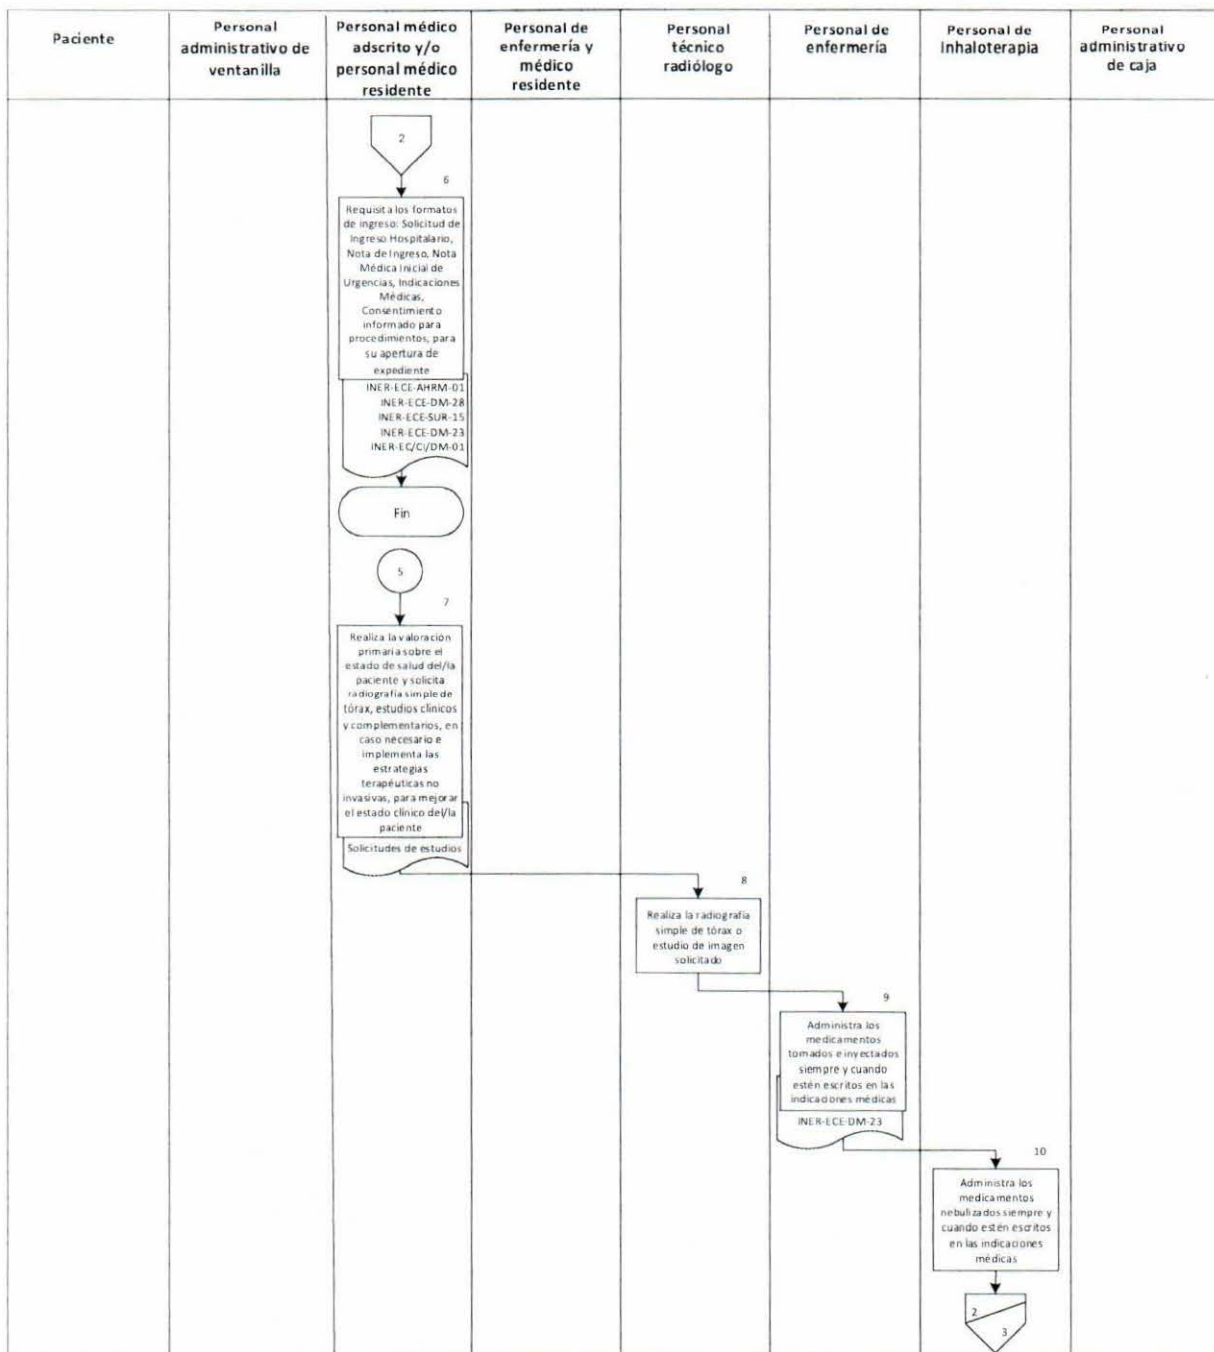 Paciente
Personal
administrativo de
ventanilla
Personal médico
adscrito y/o
personal médico
residente
Personal de
enfermería y
médico
residente
Personal
técnico
radiólogo
Personal de
enfermería
Personal de
Inhaloterapia
Personal
administrativo
de caja
2
6
Requisita los formatos
de ingreso: Solicitud de
Ingreso Hospitalario,
Nota de Ingreso, Nota
Médica Inicial de
Urgencias, Indicaciones
Médicas,
Consentimiento
informado para
procedimientos, para
su apertura de
expediente
INER-ECE-AHRM-01
INER-ECE-DM-28
INER-ECE-SUR-15
INER-ECE-DM-23
INER-EC/CI/DM-01
Fin
5
7
Realiza la valoración
primaria sobre el
estado de salud del/la
paciente y solicita
radiografía simple de
tórax, estudios clínicos
y complementarios, en
caso necesario e
implementa las
estrategias
terapéuticas no
invasivas, para mejorar
el estado clínico del/la
paciente
Solicitudes de estudios
8
Realiza la radiografía
simple de tórax o
estudio de imagen
solicitado
9
Administra los
medicamentos
tomados e inyectados
siempre y cuando
estén escritos en las
indicaciones médicas
INER-ECE-DM-23
10
Administra los
medicamentos
nebulizados siempre y
cuando estén escritos
en las indicaciones
médicas
2
3